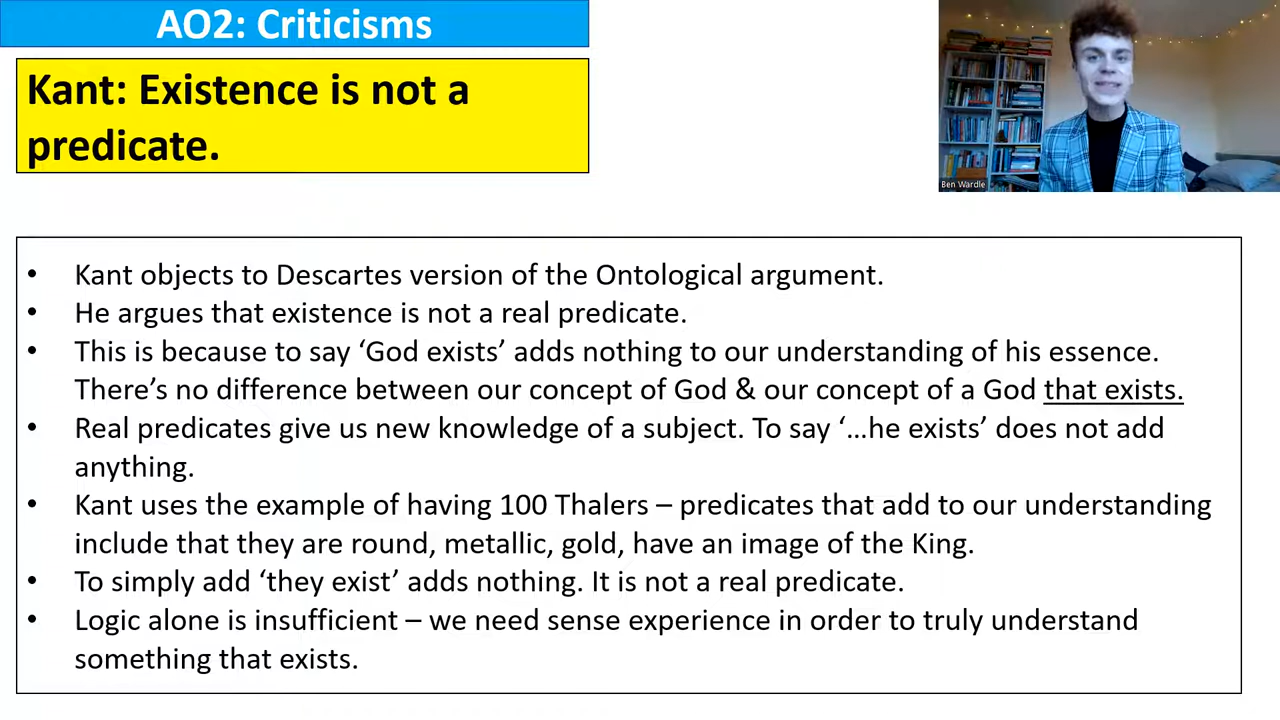 AO2: Criticisms
Kant: Existence is not a
predicate.
Ben Wardle
• Kant objects to Descartes version of the Ontological argument.
• He argues that existence is not a real predicate.
• This is because to say ‘God exists’ adds nothing to our understanding of his essence.
There’s no difference between our concept of God & our concept of a God that exists.
• Real predicates give us new knowledge of a subject. To say ‘…he exists’ does not add
anything.
• Kant uses the example of having 100 Thalers – predicates that add to our understanding
include that they are round, metallic, gold, have an image of the King.
• To simply add ‘they exist’ adds nothing. It is not a real predicate.
• Logic alone is insufficient – we need sense experience in order to truly understand
something that exists.